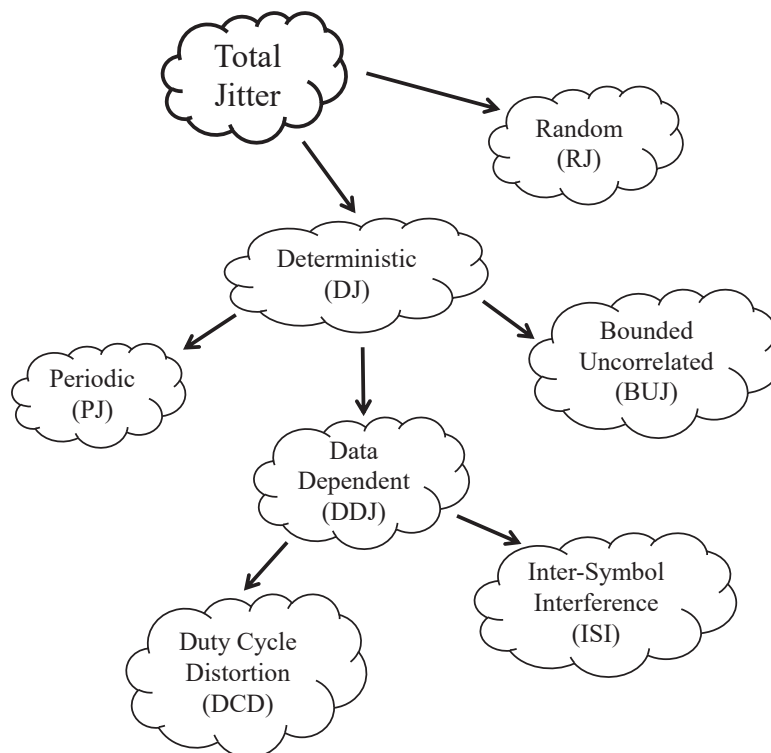 Total
Jitter
Random
(RJ)
Deterministic
(DJ)
Bounded
Uncorrelated
(BUJ)
Periodic
(PJ)
Data
Dependent
(DDJ)
Inter-Symbol
Interference
(ISI)
Duty Cycle
Distortion
(DCD)